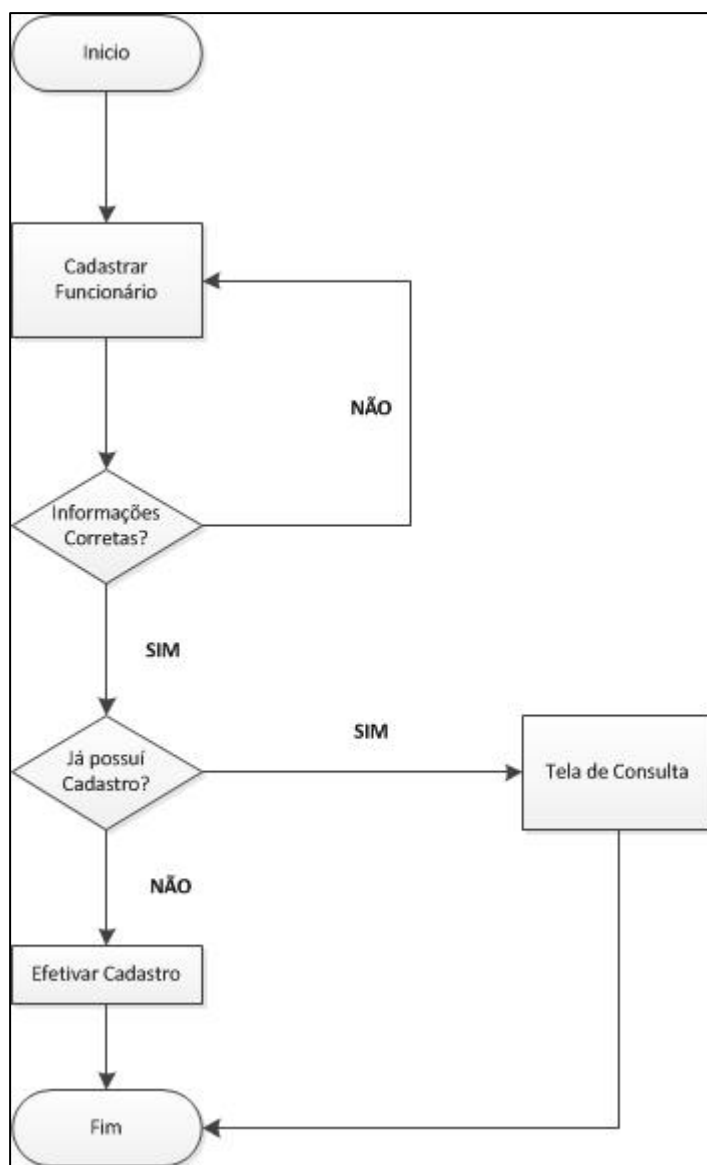 Inicio
Cadastrar
Funcionário
NÃO
Informações
Corretas?
SIM
Já possuí
Cadastro?
SIM
Tela de Consulta
NÃO
Efetivar Cadastro
Fim